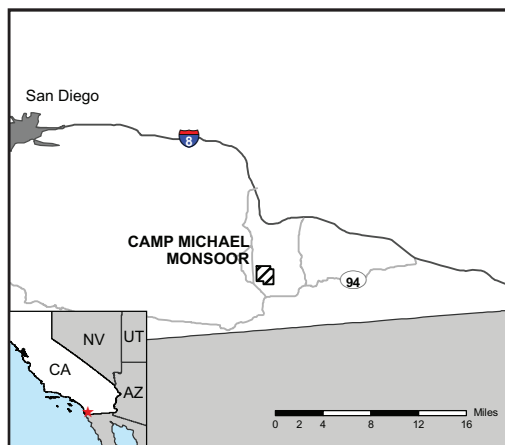 San Diego
8
CAMP MICHAEL
MONSOOR
94
NV
UT
CA
AZ
Miles
0 2 4 8 12 16